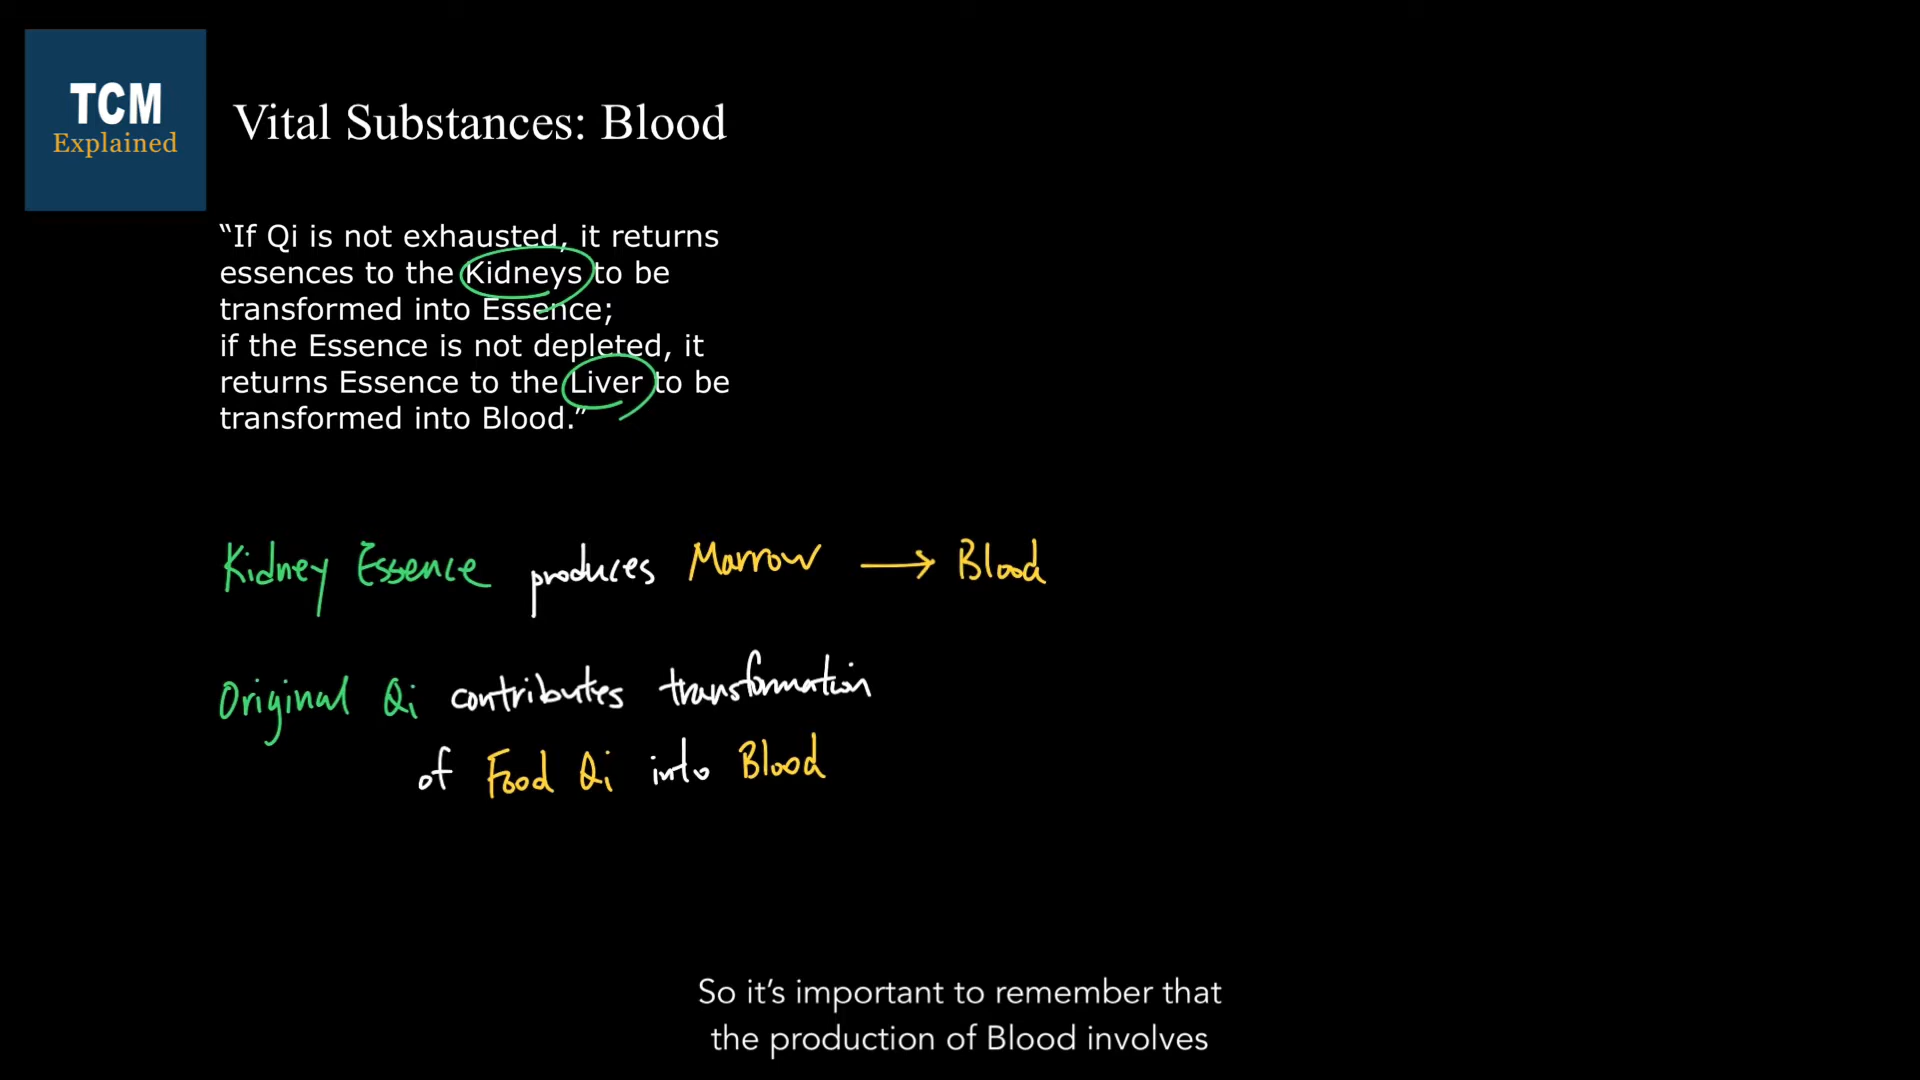 TCM
Explained
Vital Substances: Blood
“If Qi is not exhausted, it returns
essences to the Kidneys to be
transformed into Essence;
if the Essence is not depleted, it
returns Essence to the Liver to be
transformed into Blood.”
Kidney Essence produces Marrow → Blood
Original Qi contributes transformation
of Food Qi into Blood
So it’s important to remember that
the production of Blood involves